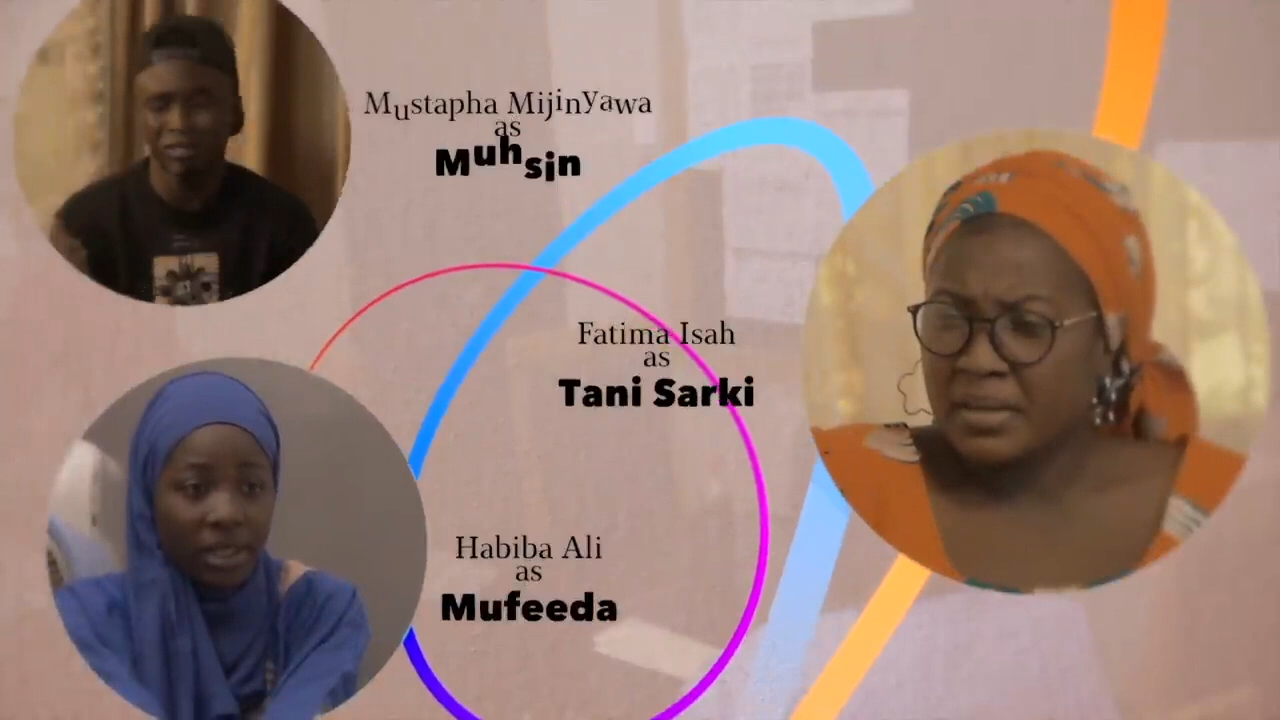 Mustapha Mijinyawa
as
Muhsin
Fatima Isah
as
Tani Sarki
Habiba Ali
as
Mufeeda